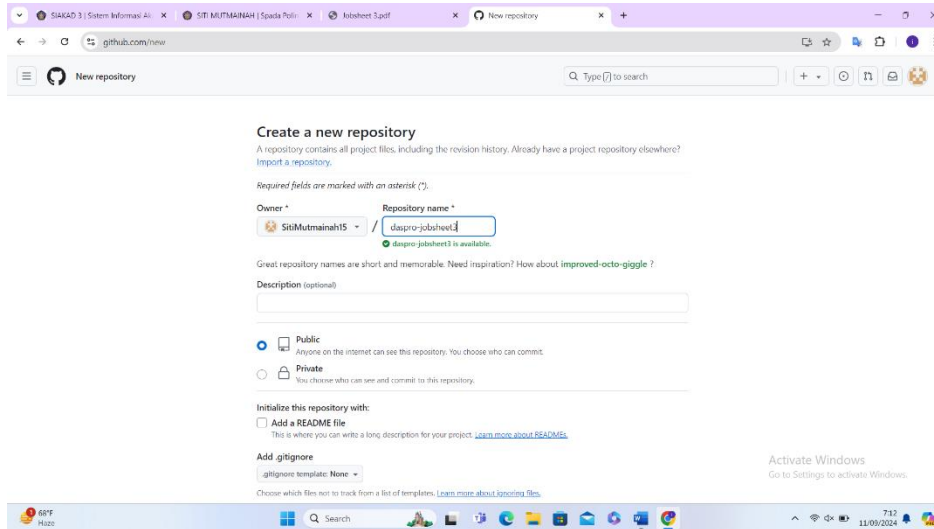 SIAKAD 3 | Sistem Informasi Ak
SITI MUTMAINAH | Spada Polin
Jobsheet 3.pdf
New repository
github.com/new
New repository
Type / to search
Create a new repository
A repository contains all project files, including the revision history. Already have a project repository elsewhere?
Import a repository.
Required fields are marked with an asterisk (*).
Owner *
Repository name *
SitiMutmainah15 / daspro-jobsheet3
daspro-jobsheet3 is available.
Great repository names are short and memorable. Need inspiration? How about improved-octo-giggle ?
Description (optional)
Public
Anyone on the internet can see this repository. You choose who can commit.
Private
You choose who can see and commit to this repository.
Initialize this repository with:
Add a README file
This is where you can write a long description for your project. Learn more about READMEs.
Add .gitignore
.gitignore template: None
Choose which files not to track from a list of templates. Learn more about ignoring files.
Activate Windows
Go to Settings to activate Windows.
68°F
Haze
Search
7:12
11/09/2024